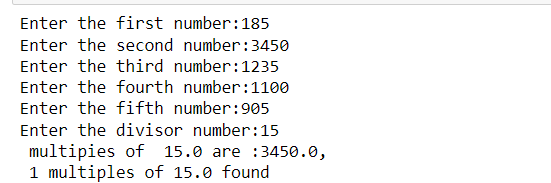 Enter the first number:185
Enter the second number:3450
Enter the third number:1235
Enter the fourth number:1100
Enter the fifth number:905
Enter the divisor number:15
multipies of  15.0 are :3450.0,
1 multiples of 15.0 found